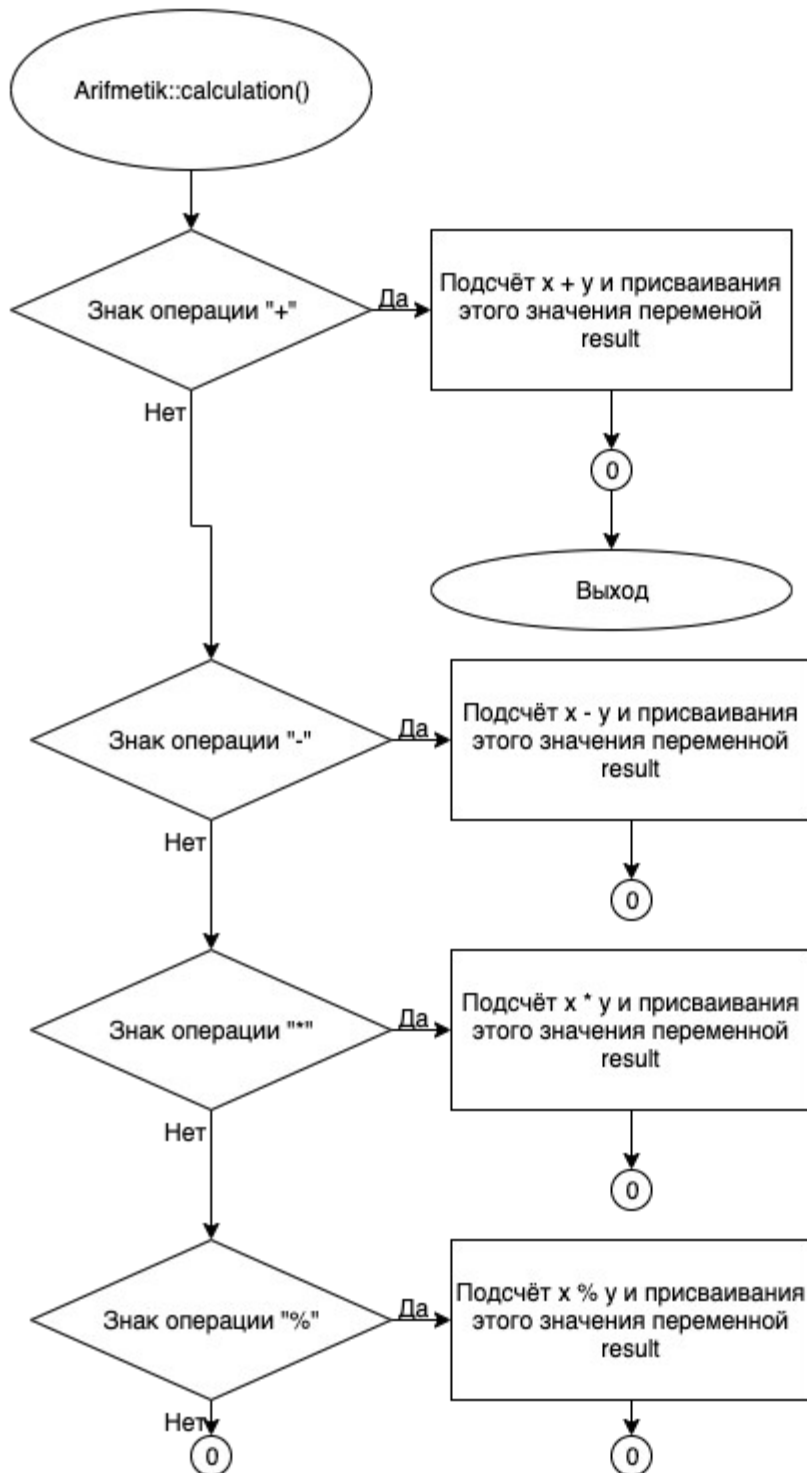 Arifmetik::calculation()
Знак операции "+"
Да
Подсчёт x + y и присваивания
этого значения переменой
result
Нет
0
Выход
Знак операции "-"
Да
Подсчёт x - y и присваивания
этого значения переменной
result
Нет
0
Знак операции "*"
Да
Подсчёт x * y и присваивания
этого значения переменной
result
Нет
0
Знак операции "%"
Да
Подсчёт x % y и присваивания
этого значения переменной
result
Нет
0
0